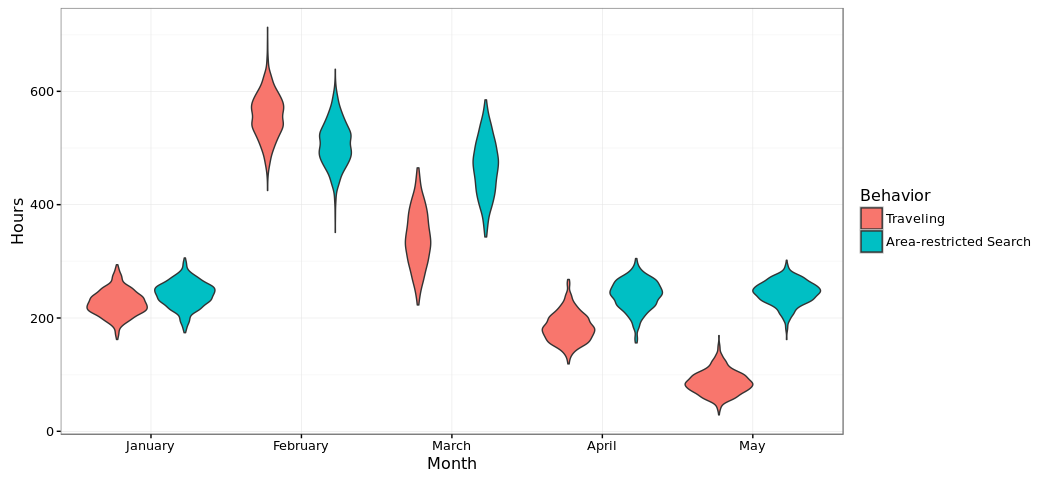 Hours
600
400
200
0
January February March April May
Month
Behavior
Traveling
Area-restricted Search